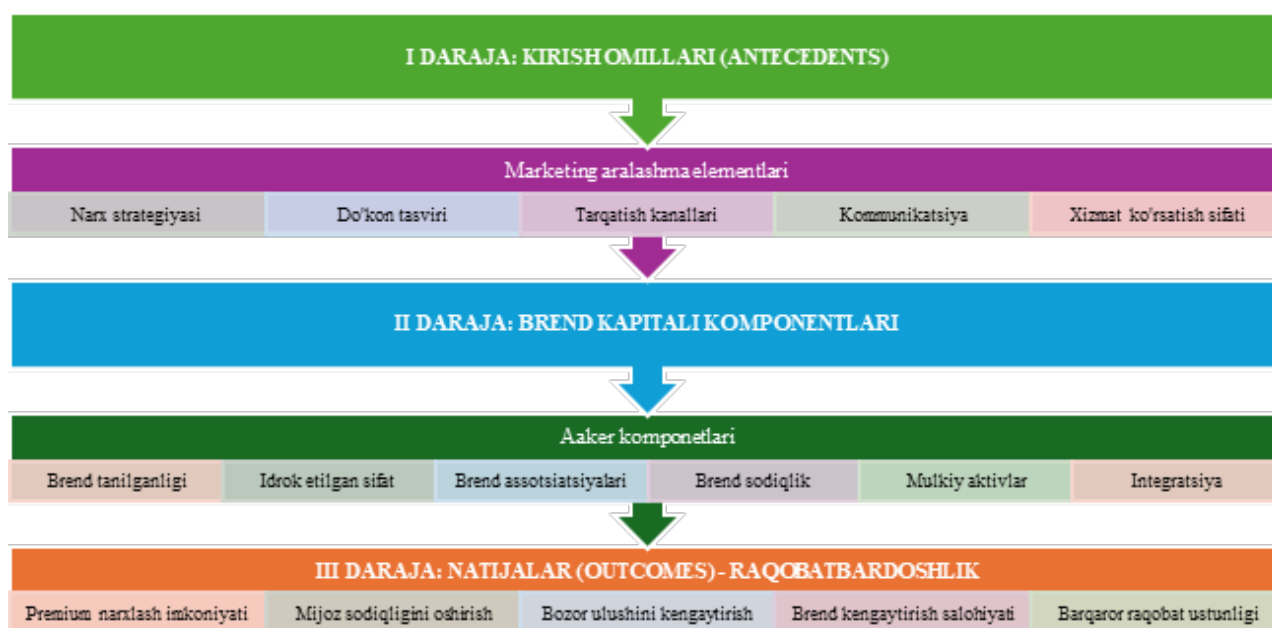 I DARAJA: KIRISH OMILLARI (ANTECEDENTS)
Marketing aralashma elementlari
Narx strategiyasi Do'kon tasviri Tarqatish kanallari Kommunikatsiya Xizmat ko'rsatish sifati
II DARAJA: BREND KAPITALI KOMPONENTLARI
Aaker komponetlari
Brend tanilganligi Idrok etilgan sifat Brend assotsiatsiyalari Brend sodiqlik Mulkiy aktivlar Integratsiya
III DARAJA: NATIJALAR (OUTCOMES) - RAQOBATBARDOSHLIK
Premium narxlash imkoniyati Mijoz sodiqligini oshirish Bozor ulushini kengaytirish Brend kengaytirish salohiyati Barqaror raqobat ustunligi